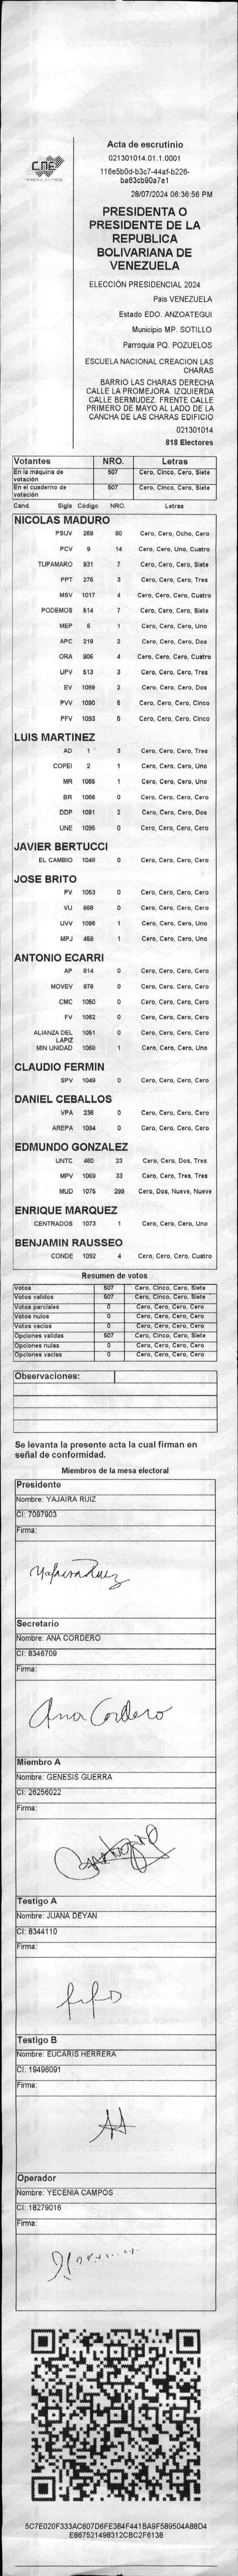 CNE
Acta de escrutinio
021301014.01.1.0001
116e5b0d-b3c7-44af-b226-
ba63cb90a7e1
28/07/2024 06:36:56 PM
PRESIDENTA O
PRESIDENTE DE LA
REPUBLICA
BOLIVARIANA DE
VENEZUELA
ELECCIÓN PRESIDENCIAL 2024
Pais VENEZUELA
Estado EDO. ANZOATEGUI
Municipio MP. SOTILLO
Parroquia PQ. POZUELOS
ESCUELA NACIONAL CREACION LAS
CHARAS
BARRIO LAS CHARAS DERECHA
CALLE LA PROMEJORA. IZQUIERDA
CALLE BERMUDEZ. FRENTE CALLE
PRIMERO DE MAYO AL LADO DE LA
CANCHA DE LAS CHARAS EDIFICIO
021301014
818 Electores
Votantes NRO. Letras
En la máquina de votación 507 Cero, Cinco, Cero, Siete
En el cuaderno de votación 507 Cero, Cinco, Cero, Siete
Cand. Sigla Código NRO. Letras
NICOLAS MADURO
PSUV 269 80 Cero, Cero, Ocho, Cero
PCV 9 14 Cero, Cero, Uno, Cuatro
TUPAMARO 931 7 Cero, Cero, Cero, Siete
PPT 276 3 Cero, Cero, Cero, Tres
MSV 1017 4 Cero, Cero, Cero, Cuatro
PODEMOS 514 7 Cero, Cero, Cero, Siete
MEP 6 1 Cero, Cero, Cero, Uno
APC 219 2 Cero, Cero, Cero, Dos
ORA 906 4 Cero, Cero, Cero, Cuatro
UPV 513 3 Cero, Cero, Cero, Tres
EV 1089 2 Cero, Cero, Cero, Dos
PVV 1090 5 Cero, Cero, Cero, Cinco
PFV 1093 5 Cero, Cero, Cero, Cinco
LUIS MARTINEZ
AD 1 3 Cero, Cero, Cero, Tres
COPEI 2 1 Cero, Cero, Cero, Uno
MR 1065 1 Cero, Cero, Cero, Uno
BR 1066 0 Cero, Cero, Cero, Cero
DDP 1091 2 Cero, Cero, Cero, Dos
UNE 1095 0 Cero, Cero, Cero, Cero
JAVIER BERTUCCI
EL CAMBIO 1048 0 Cero, Cero, Cero, Cero
JOSE BRITO
PV 1053 0 Cero, Cero, Cero, Cero
VU 868 0 Cero, Cero, Cero, Cero
UVV 1096 1 Cero, Cero, Cero, Uno
MPJ 459 1 Cero, Cero, Cero, Uno
ANTONIO ECARRI
AP 814 0 Cero, Cero, Cero, Cero
MOVEV 878 0 Cero, Cero, Cero, Cero
CMC 1050 0 Cero, Cero, Cero, Cero
FV 1062 0 Cero, Cero, Cero, Cero
ALIANZA DEL LAPIZ 1051 0 Cero, Cero, Cero, Cero
MIN UNIDAD 1068 1 Cero, Cero, Cero, Uno
CLAUDIO FERMIN
SPV 1049 0 Cero, Cero, Cero, Cero
DANIEL CEBALLOS
VPA 236 0 Cero, Cero, Cero, Cero
AREPA 1094 0 Cero, Cero, Cero, Cero
EDMUNDO GONZALEZ
UNTC 460 23 Cero, Cero, Dos, Tres
MPV 1069 33 Cero, Cero, Tres, Tres
MUD 1075 299 Cero, Dos, Nueve, Nueve
ENRIQUE MARQUEZ
CENTRADOS 1073 1 Cero, Cero, Cero, Uno
BENJAMIN RAUSSEO
CONDE 1092 4 Cero, Cero, Cero, Cuatro
Resumen de votos
Votos 507 Cero, Cinco, Cero, Siete
Votos validos 507 Cero, Cinco, Cero, Siete
Votos parciales 0 Cero, Cero, Cero, Cero
Votos nulos 0 Cero, Cero, Cero, Cero
Votos vacios 0 Cero, Cero, Cero, Cero
Opciones validas 507 Cero, Cinco, Cero, Siete
Opciones nulas 0 Cero, Cero, Cero, Cero
Opciones vacias 0 Cero, Cero, Cero, Cero
Observaciones:
Se levanta la presente acta la cual firman en
señal de conformidad.
Miembros de la mesa electoral
Presidente
Nombre: YAJAIRA RUIZ
CI: 7097903
Firma:
Yajaira Ruiz
Secretario
Nombre: ANA CORDERO
CI: 8346709
Firma:
Ana Cordero
Miembro A
Nombre: GENESIS GUERRA
CI: 26256022
Firma:
Testigo A
Nombre: JUANA DEYAN
CI: 8344110
Firma:
Testigo B
Nombre: EUCARIS HERRERA
CI: 19496091
Firma:
Operador
Nombre: YECENIA CAMPOS
CI: 18279016
Firma:
5C7E020F333AC607D6FE384F441BA9F589504A88D4
E867521498312CBC2F6138